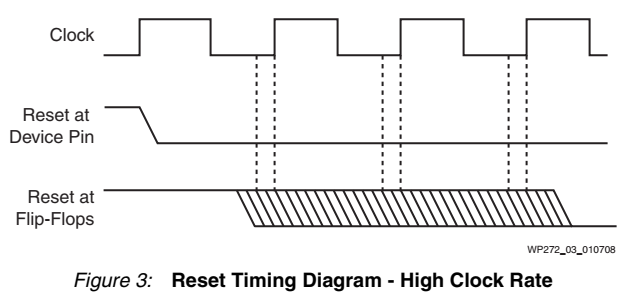 Clock
Reset at
Device Pin
Reset at
Flip-Flops
WP272_03_010708
Figure 3: Reset Timing Diagram - High Clock Rate